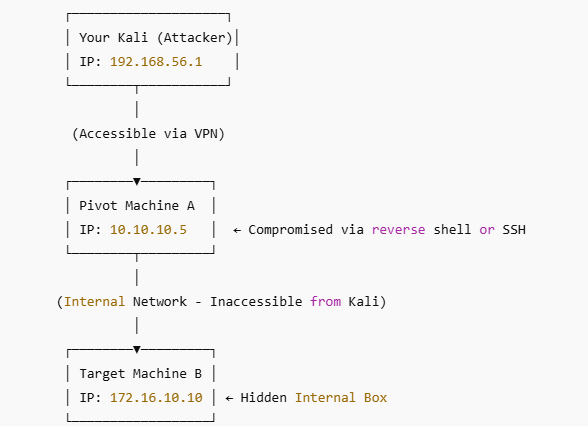 Your Kali (Attacker)
IP: 192.168.56.1
(Accessible via VPN)
Pivot Machine A
IP: 10.10.10.5 ← Compromised via reverse shell or SSH
(Internal Network - Inaccessible from Kali)
Target Machine B
IP: 172.16.10.10 ← Hidden Internal Box